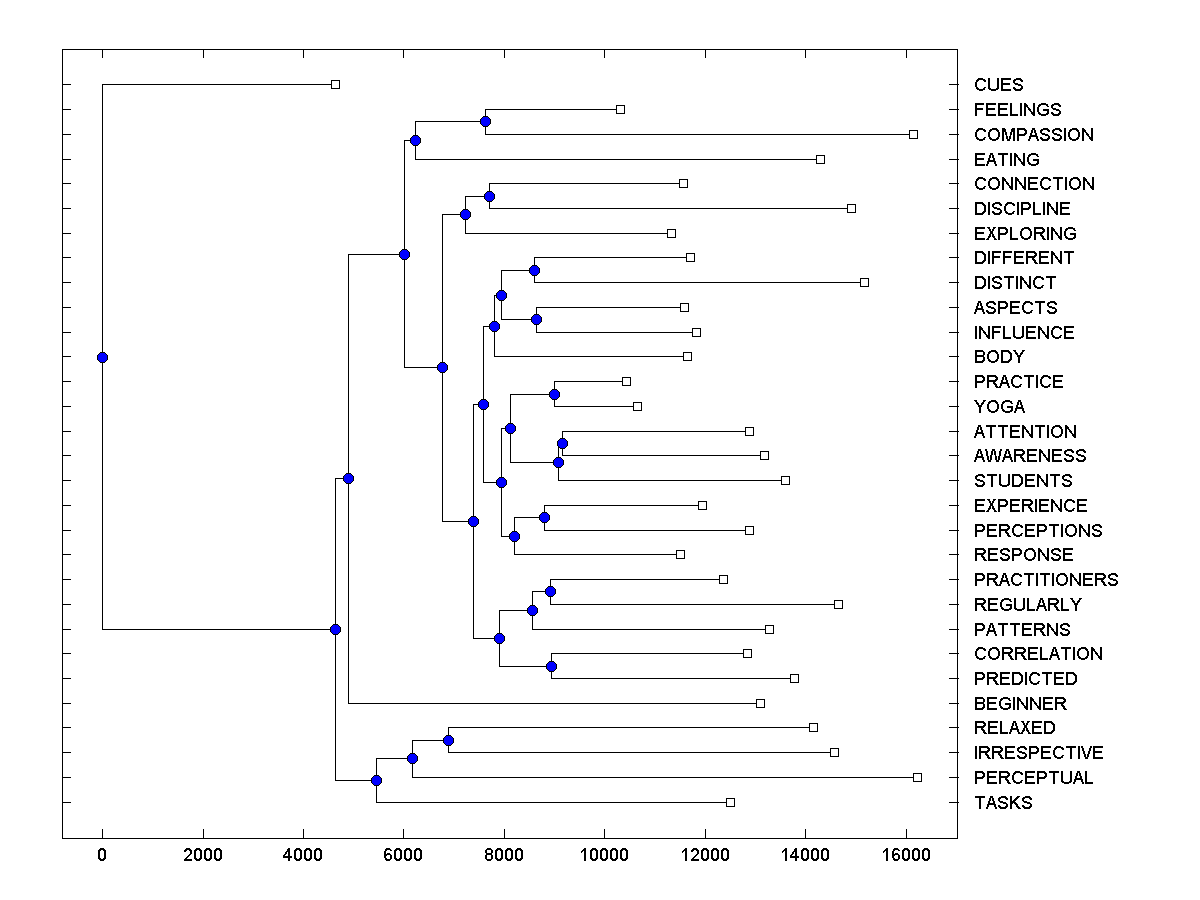 CUES
FEELINGS
COMPASSION
EATING
CONNECTION
DISCIPLINE
EXPLORING
DIFFERENT
DISTINCT
ASPECTS
INFLUENCE
BODY
PRACTICE
YOGA
ATTENTION
AWARENESS
STUDENTS
EXPERIENCE
PERCEPTIONS
RESPONSE
PRACTITIONERS
REGULARLY
PATTERNS
CORRELATION
PREDICTED
BEGINNER
RELAXED
IRRESPECTIVE
PERCEPTUAL
TASKS
0 2000 4000 6000 8000 10000 12000 14000 16000